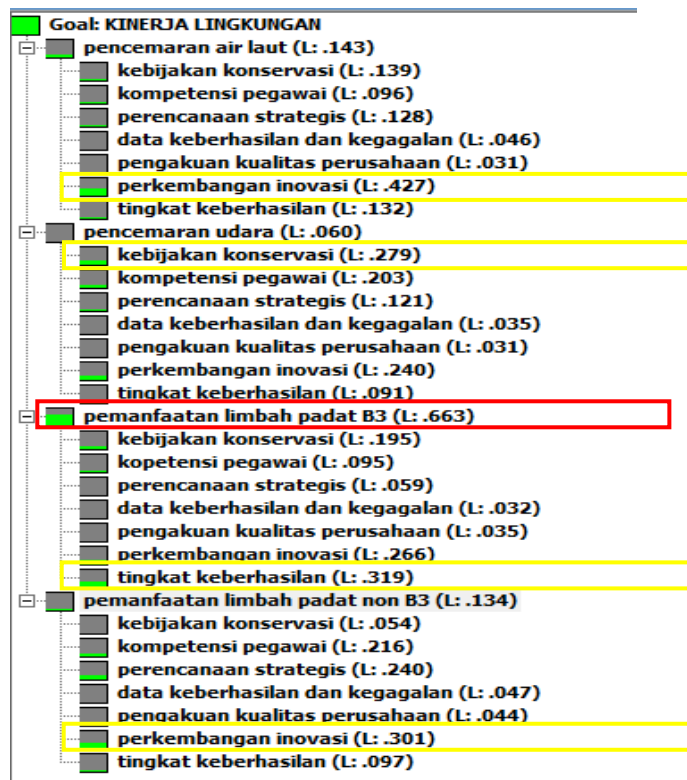 Goal: KINERJA LINGKUNGAN
pencemaran air laut (L: .143)
kebijakan konservasi (L: .139)
kompetensi pegawai (L: .096)
perencanaan strategis (L: .128)
data keberhasilan dan kegagalan (L: .046)
pengakuan kualitas perusahaan (L: .031)
perkembangan inovasi (L: .427)
tingkat keberhasilan (L: .132)
pencemaran udara (L: .060)
kebijakan konservasi (L: .279)
kompetensi pegawai (L: .203)
perencanaan strategis (L: .121)
data keberhasilan dan kegagalan (L: .035)
pengakuan kualitas perusahaan (L: .031)
perkembangan inovasi (L: .240)
tingkat keberhasilan (L: .091)
pemanfaatan limbah padat B3 (L: .663)
kebijakan konservasi (L: .195)
kopetensi pegawai (L: .095)
perencanaan strategis (L: .059)
data keberhasilan dan kegagalan (L: .032)
pengakuan kualitas perusahaan (L: .035)
perkembangan inovasi (L: .266)
tingkat keberhasilan (L: .319)
pemanfaatan limbah padat non B3 (L: .134)
kebijakan konservasi (L: .054)
kompetensi pegawai (L: .216)
perencanaan strategis (L: .240)
data keberhasilan dan kegagalan (L: .047)
pengakuan kualitas perusahaan (L: .044)
perkembangan inovasi (L: .301)
tingkat keberhasilan (L: .097)